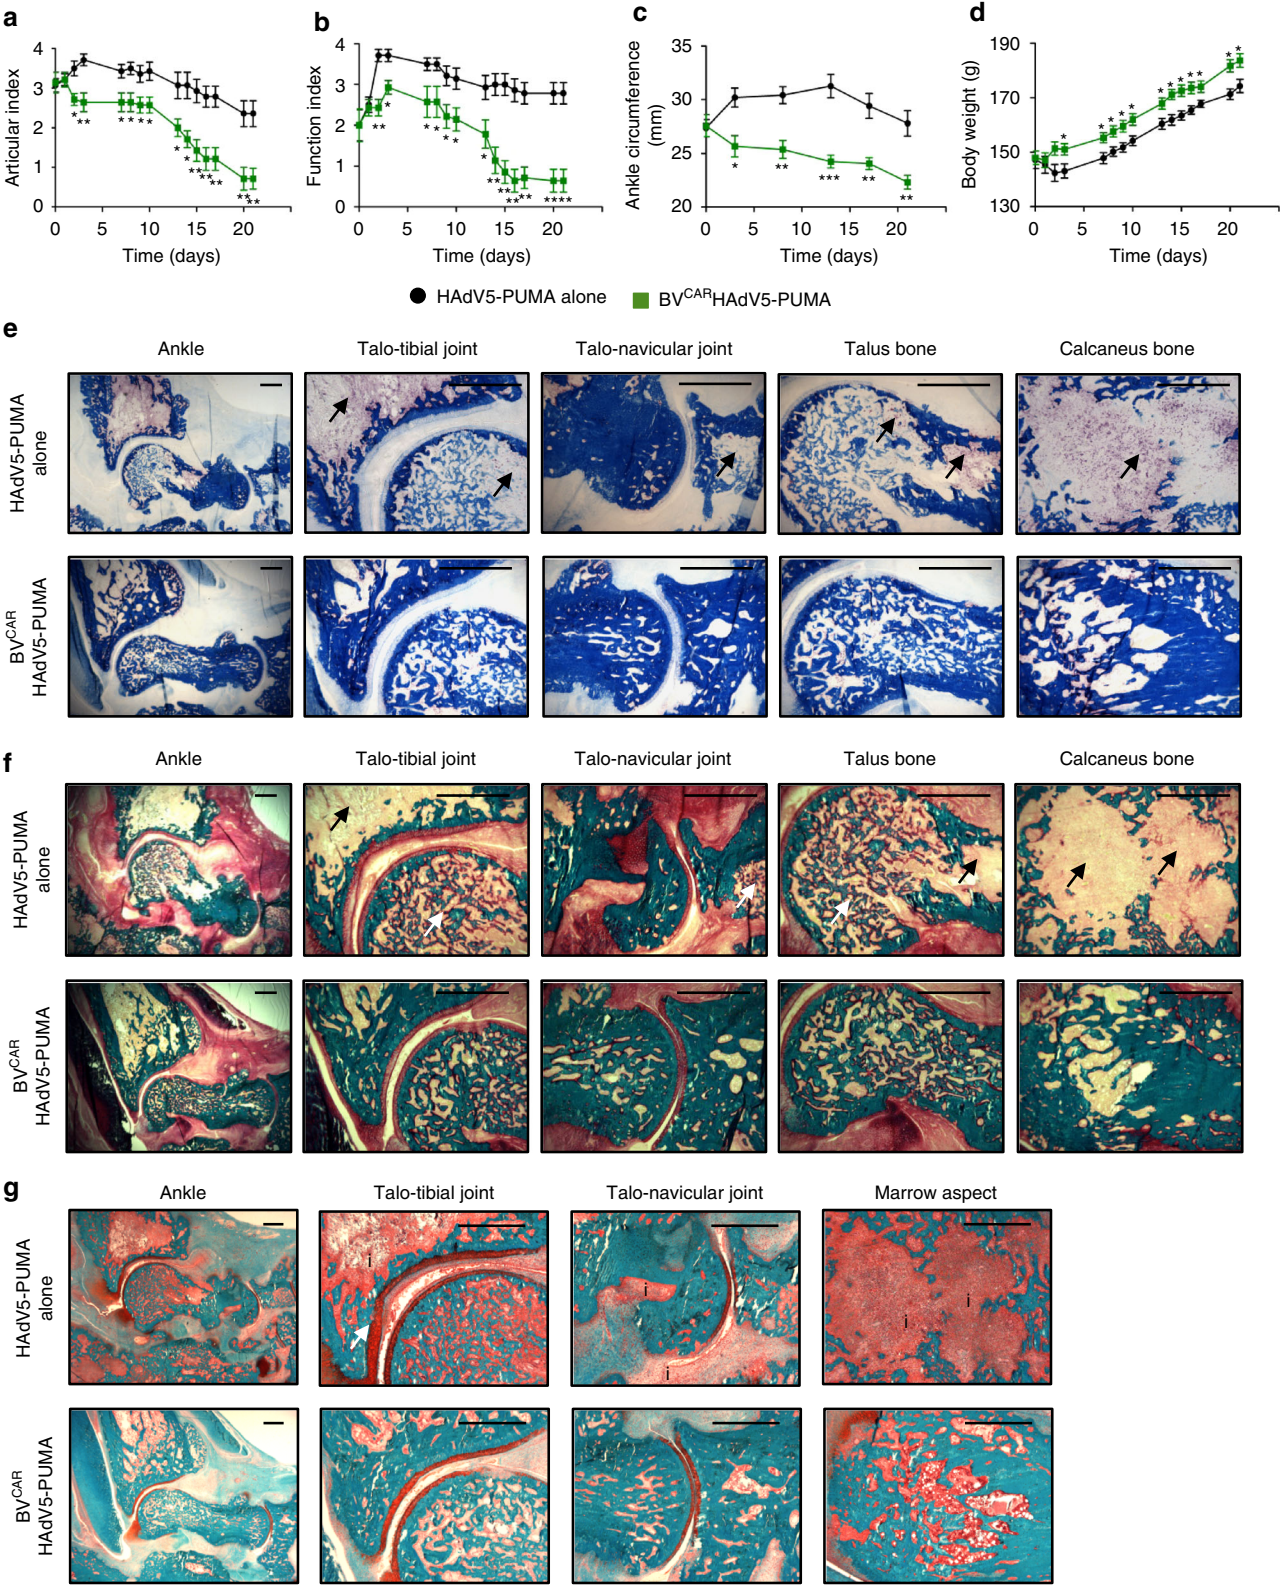 a
b
c
d
Articular index
4
3
2
1
0
* ** ** ** * * ** ** ** ** **
0 5 10 15 20
Time (days)
Function index
4
3
2
1
0
** * ** * * * ** ** ** ** ****
0 5 10 15 20
Time (days)
Ankle circumference
(mm)
35
30
25
20
* ** *** ** **
0 5 10 15 20
Time (days)
Body weight (g)
190
170
150
130
* * * * * * * * * * * *
0 5 10 15 20
Time (days)
HAdV5-PUMA alone
BVCARHAdV5-PUMA
e
Ankle
Talo-tibial joint
Talo-navicular joint
Talus bone
Calcaneus bone
HAdV5-PUMA
alone
BVCAR
HAdV5-PUMA
f
Ankle
Talo-tibial joint
Talo-navicular joint
Talus bone
Calcaneus bone
HAdV5-PUMA
alone
BVCAR
HAdV5-PUMA
g
Ankle
Talo-tibial joint
Talo-navicular joint
Marrow aspect
HAdV5-PUMA
alone
i
i
i
i
i
BVCAR
HAdV5-PUMA